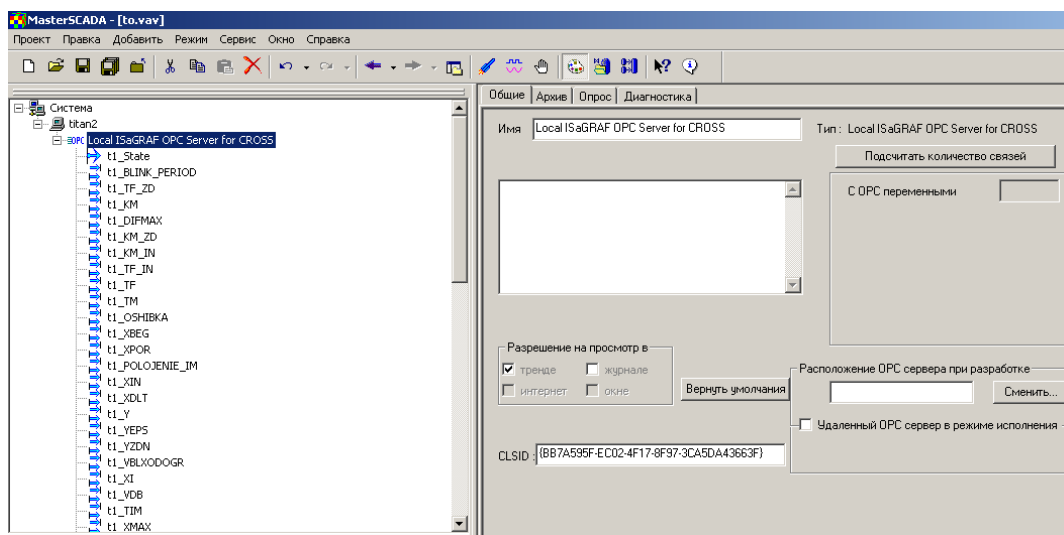 MasterSCADA - [to.vav]
Проект Правка Добавить Режим Сервис Окно Справка
Система
titan2
Local ISaGRAF OPC Server for CROSS
t1_State
t1_BLINK_PERIOD
t1_TF_ZD
t1_KM
t1_DIFMAX
t1_KM_ZD
t1_KM_IN
t1_TF_IN
t1_TF
t1_TM
t1_OSHIBKA
t1_XBEG
t1_XPOR
t1_POLOJENIE_IM
t1_XIN
t1_XDLT
t1_Y
t1_YEPS
t1_YZDN
t1_VBLXODOGR
t1_XI
t1_VDB
t1_TIM
t1_XMAX
Общие Архив Опрос Диагностика
Имя Local ISaGRAF OPC Server for CROSS
Тип : Local ISaGRAF OPC Server for CROSS
Подсчитать количество связей
С OPC переменными
Разрешение на просмотр в
тренде журнале
интернет окне
Вернуть умолчания
Расположение OPC сервера при разработке
Сменить...
Удаленный OPC сервер в режиме исполнения
CLSID : {BB7A595F-EC02-4F17-8F97-3CA5DA43663F}